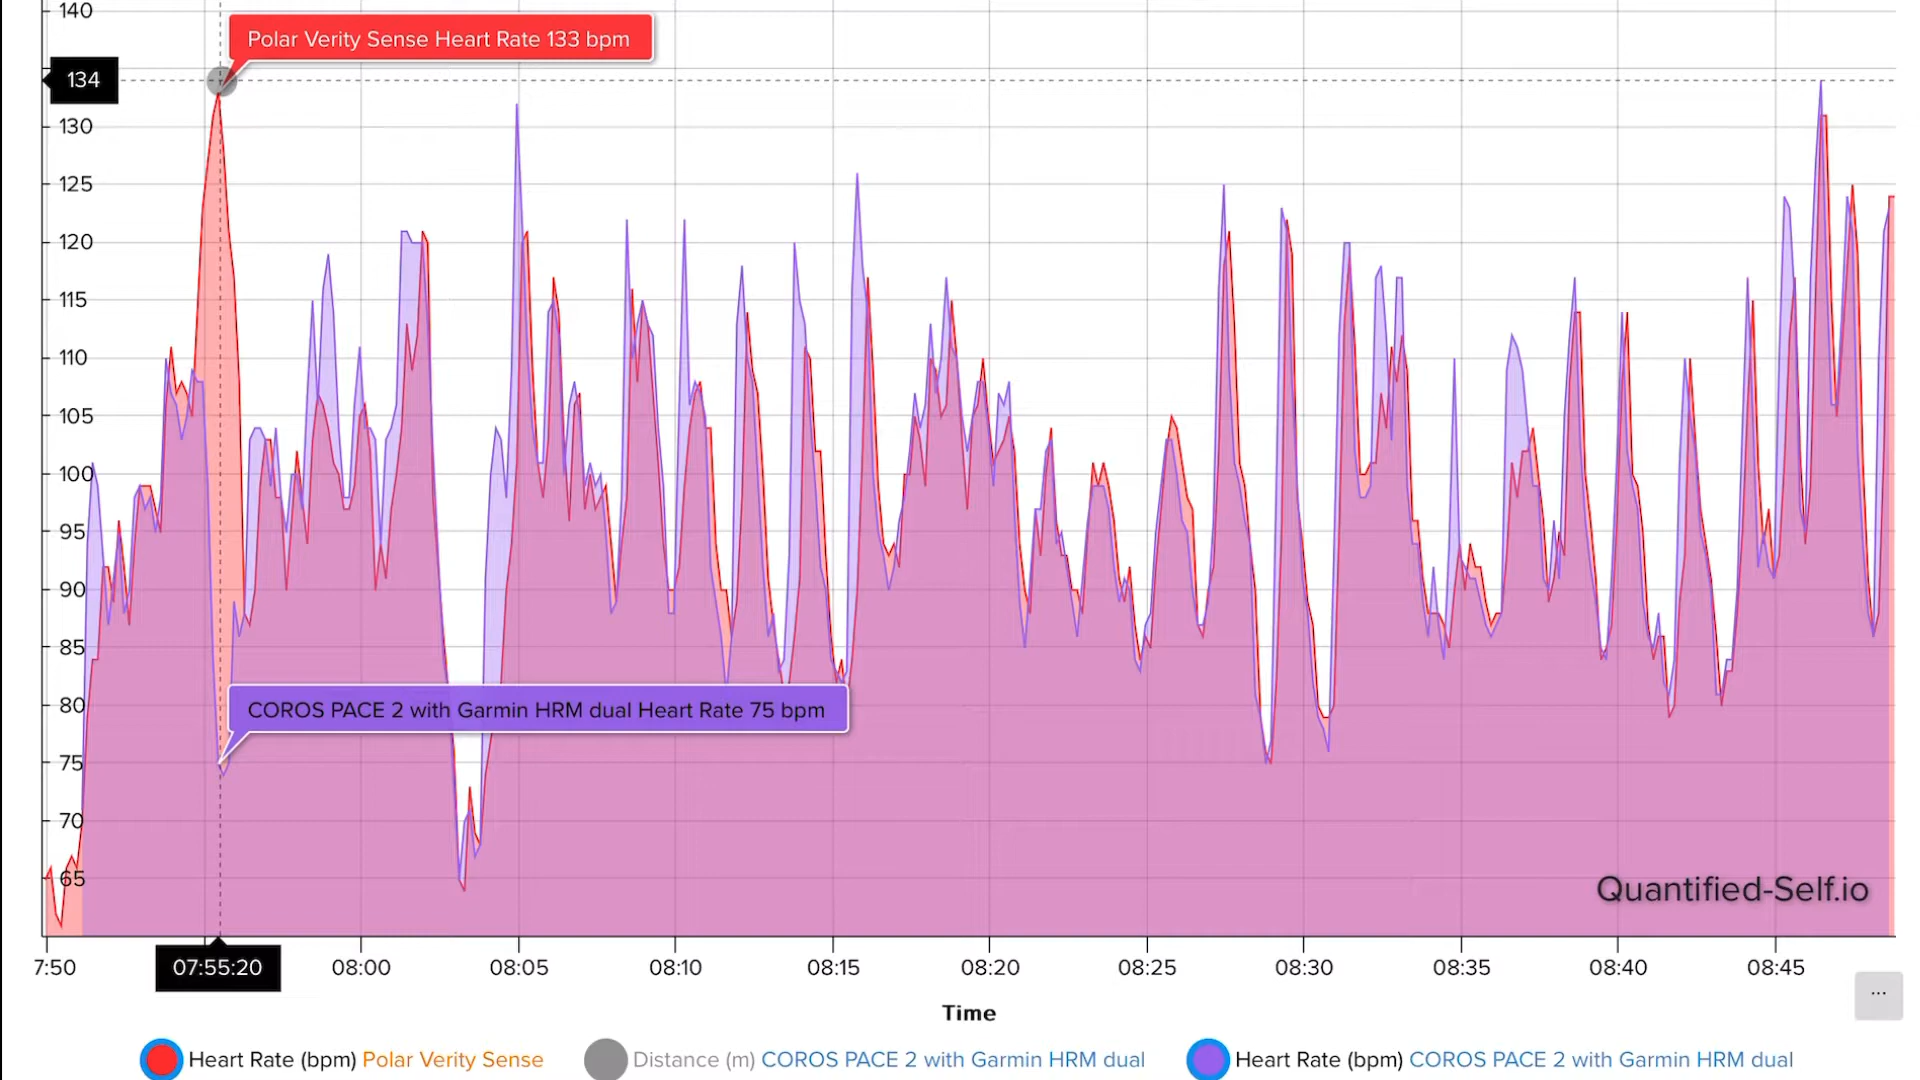 140
Polar Verity Sense Heart Rate 133 bpm
134
130
125
120
115
110
105
100
95
90
85
80
COROS PACE 2 with Garmin HRM dual Heart Rate 75 bpm
75
70
65
Quantified-Self.io
7:50 07:55:20 08:00 08:05 08:10 08:15 08:20 08:25 08:30 08:35 08:40 08:45
...
Time
Heart Rate (bpm) Polar Verity Sense Distance (m) COROS PACE 2 with Garmin HRM dual Heart Rate (bpm) COROS PACE 2 with Garmin HRM dual